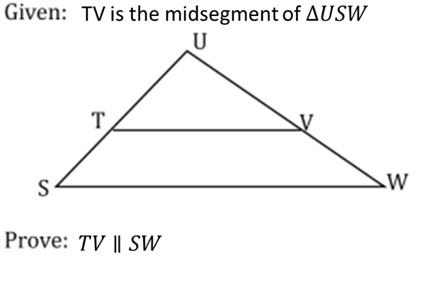 Given: TV is the midsegment of ΔUSW
U
T
V
S
W
Prove: TV ∥ SW